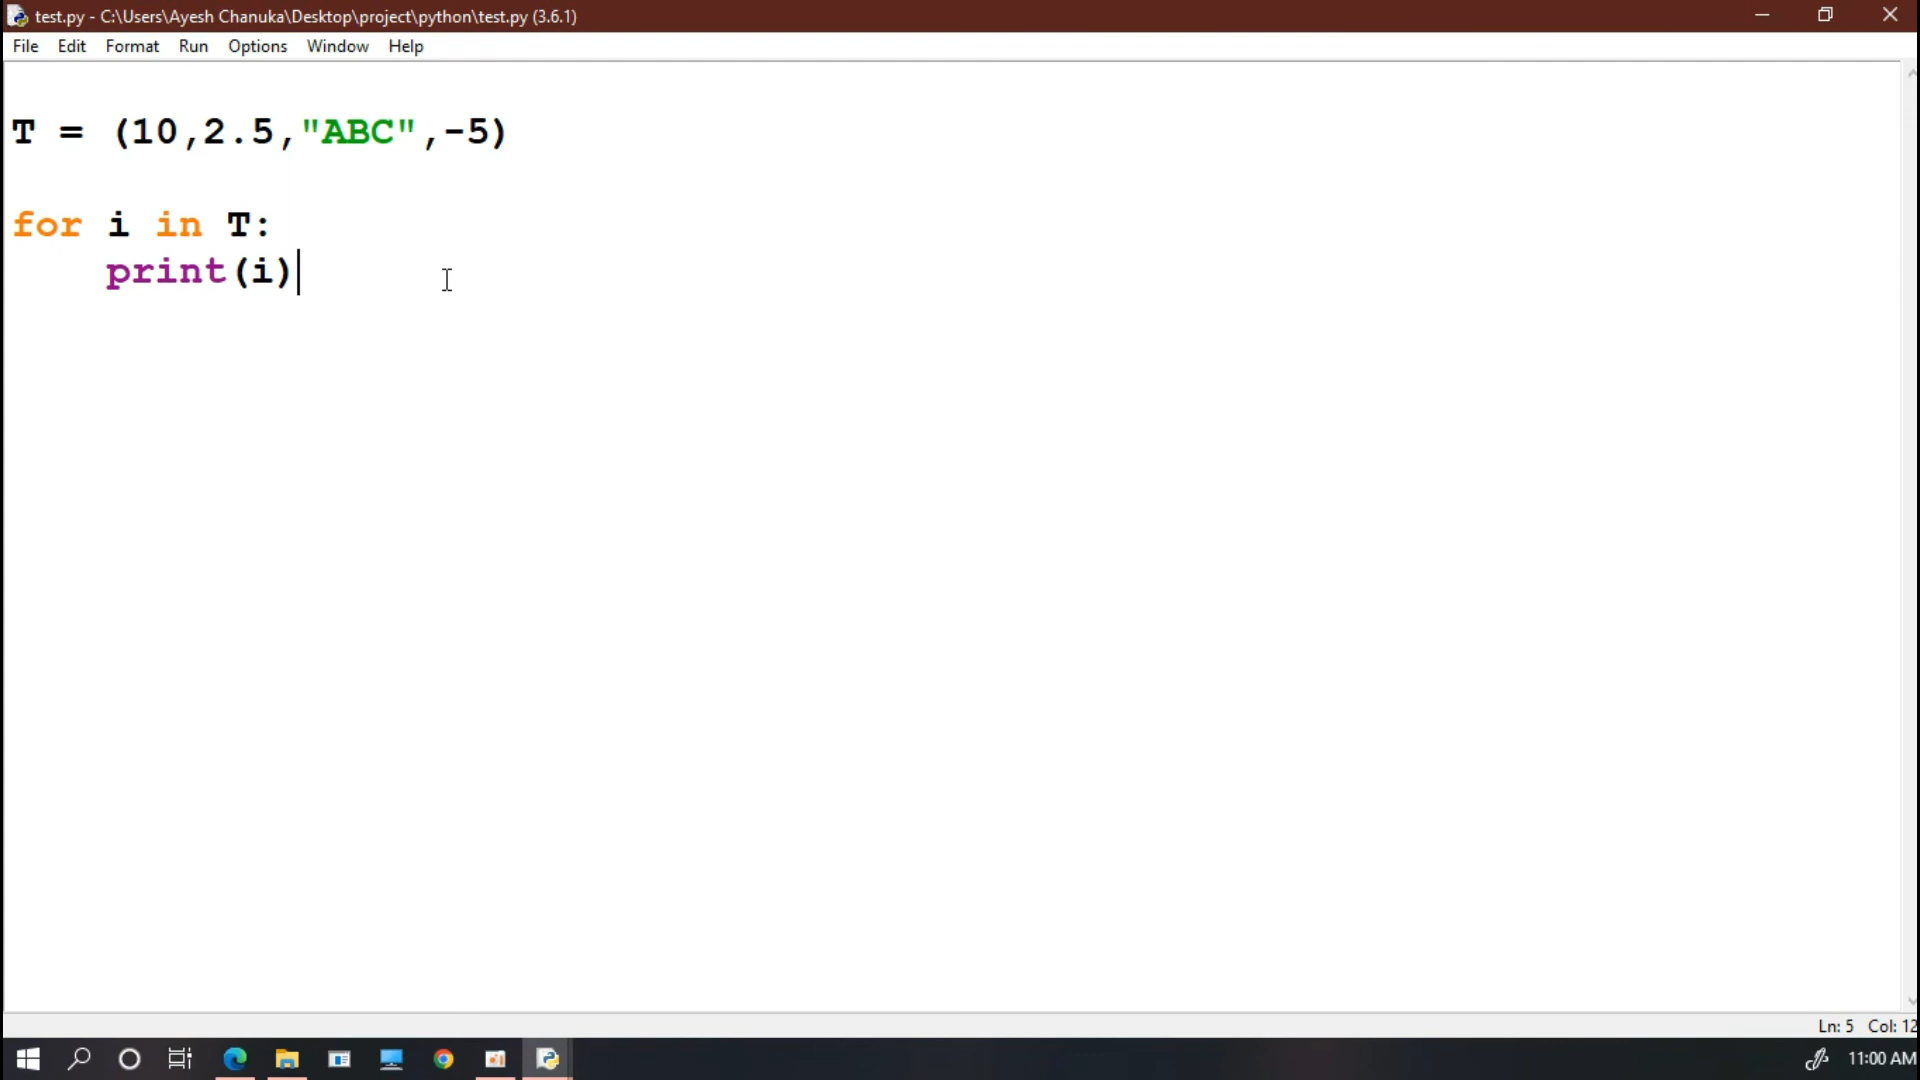 test.py - C:\Users\Ayesh Chanuka\Desktop\project\python\test.py (3.6.1)
File Edit Format Run Options Window Help
T = (10,2.5,"ABC",-5)
for i in T:
    print(i)
Ln: 5 Col: 12
11:00 AM